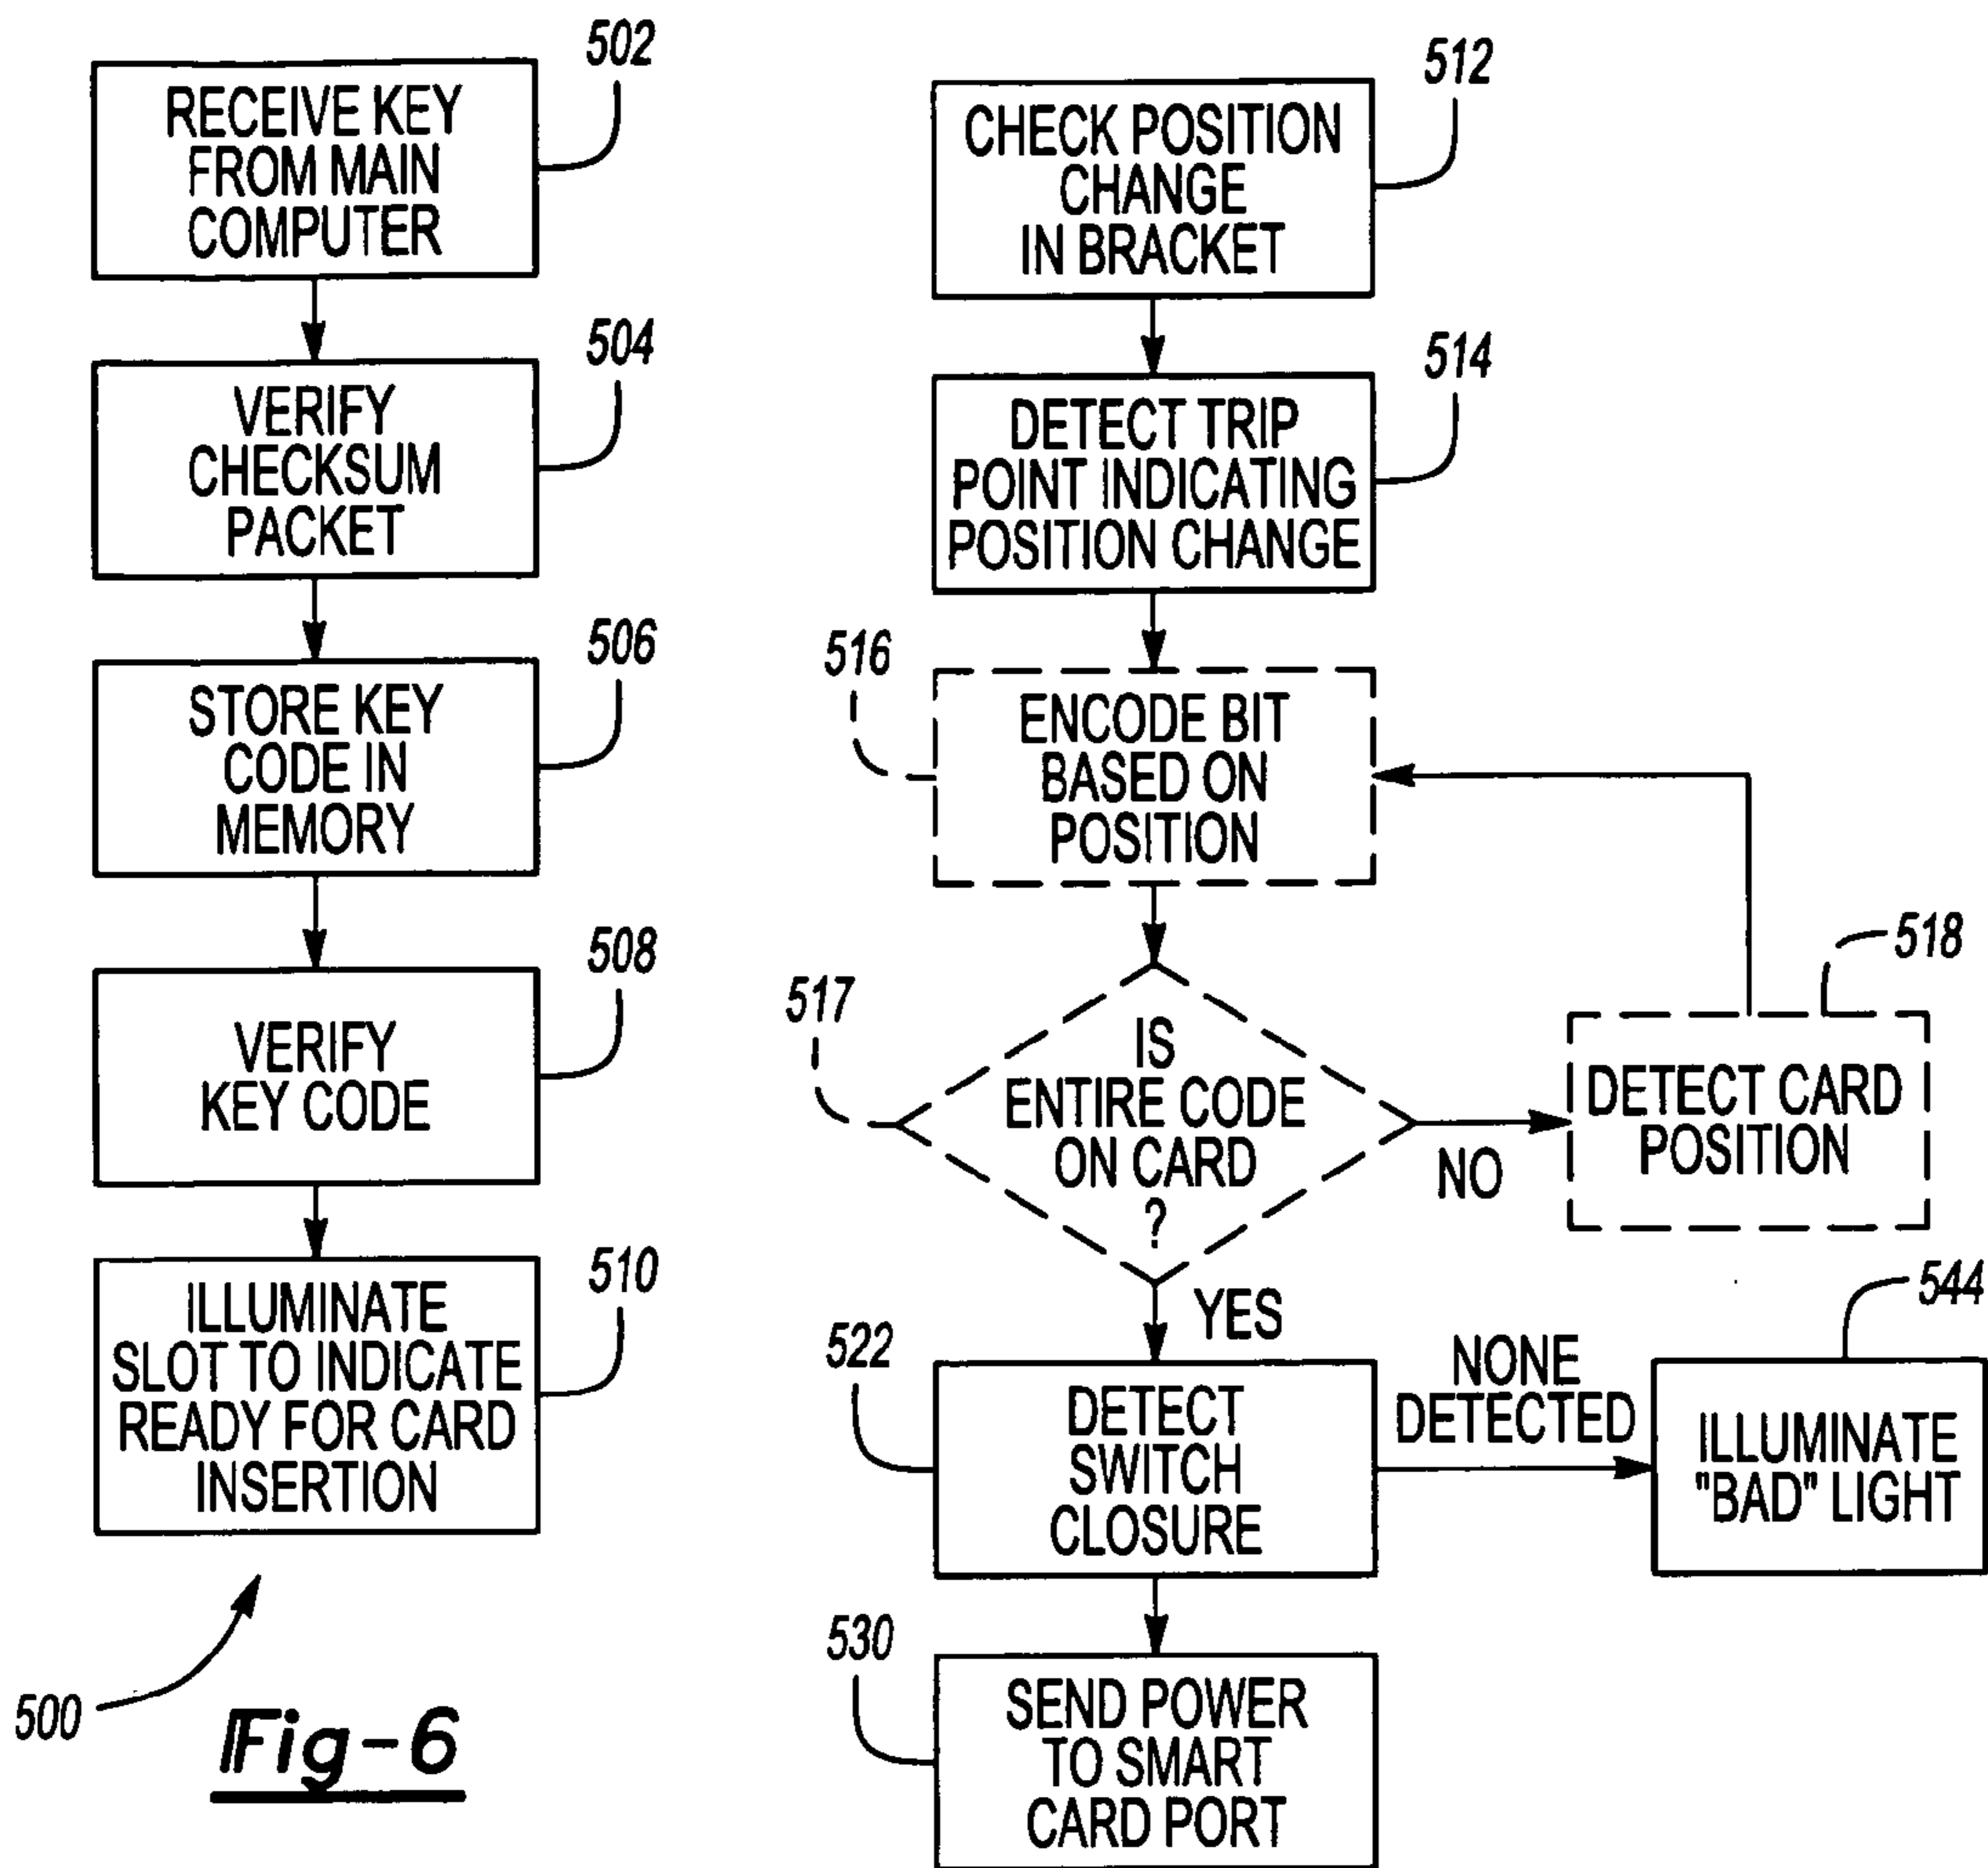 502
RECEIVE KEY
FROM MAIN
COMPUTER
504
VERIFY
CHECKSUM
PACKET
506
STORE KEY
CODE IN
MEMORY
508
VERIFY
KEY CODE
510
ILLUMINATE
SLOT TO INDICATE
READY FOR CARD
INSERTION
500
Fig-6
512
CHECK POSITION
CHANGE
IN BRACKET
514
DETECT TRIP
POINT INDICATING
POSITION CHANGE
516
ENCODE BIT
BASED ON
POSITION
517
IS
ENTIRE CODE
ON CARD
?
NO
518
DETECT CARD
POSITION
YES
522
DETECT
SWITCH
CLOSURE
NONE
DETECTED
544
ILLUMINATE
"BAD" LIGHT
530
SEND POWER
TO SMART
CARD PORT